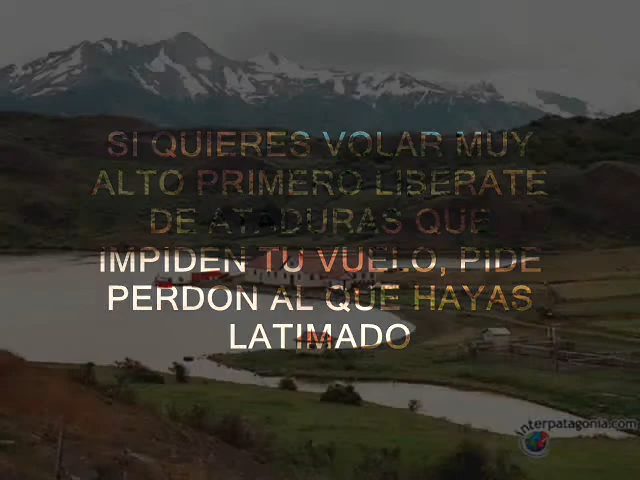 SI QUIERES VOLAR MUY
ALTO PRIMERO LIBERATE
DE ATADURAS QUE
IMPIDEN TU VUELO, PIDE
PERDON AL QUE HAYAS
LATIMADO
Interpatagonia.com